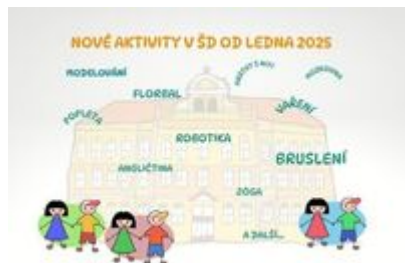 NOVÉ AKTIVITY V ŠD OD LEDNA 2025
MODELOVÁNÍ
FLORBAL
VAŘENÍ
POPLETA
ROBOTIKA
BRUSLENÍ
ANGLIČTINA
JÓGA
A DALŠÍ...